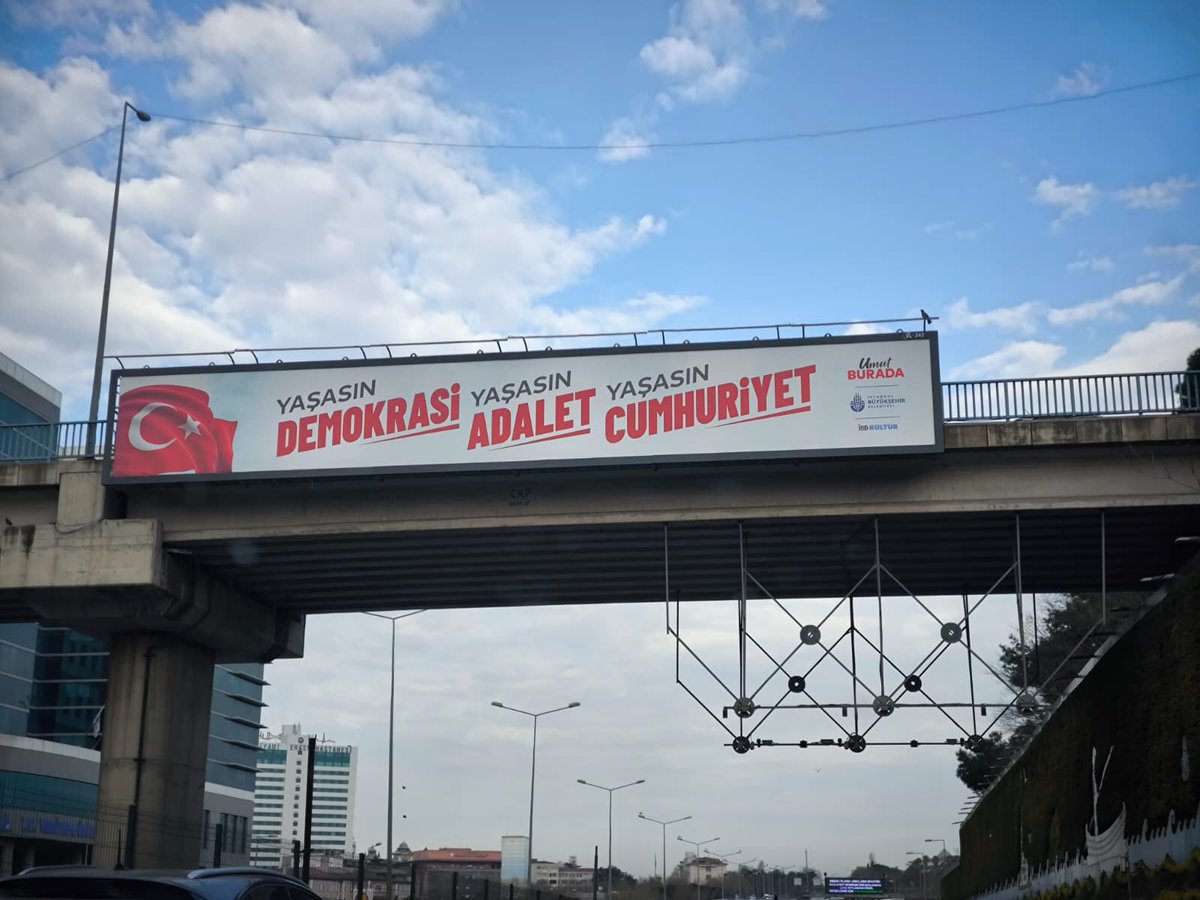 YAŞASIN
DEMOKRASİ
YAŞASIN
ADALET
YAŞASIN
CUMHURİYET
Umut
BURADA
İSTANBUL
BÜYÜKŞEHİR
BELEDİYESİ
İBB KÜLTÜR